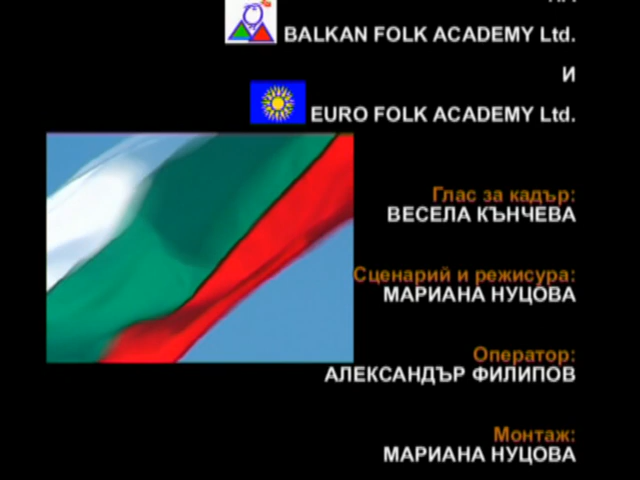 BALKAN FOLK ACADEMY Ltd.
И
EURO FOLK ACADEMY Ltd.
Глас за кадър:
ВЕСЕЛА КЪНЧЕВА
Сценарий и режисура:
МАРИАНА НУЦОВА
Оператор:
АЛЕКСАНДЪР ФИЛИПОВ
Монтаж:
МАРИАНА НУЦОВА